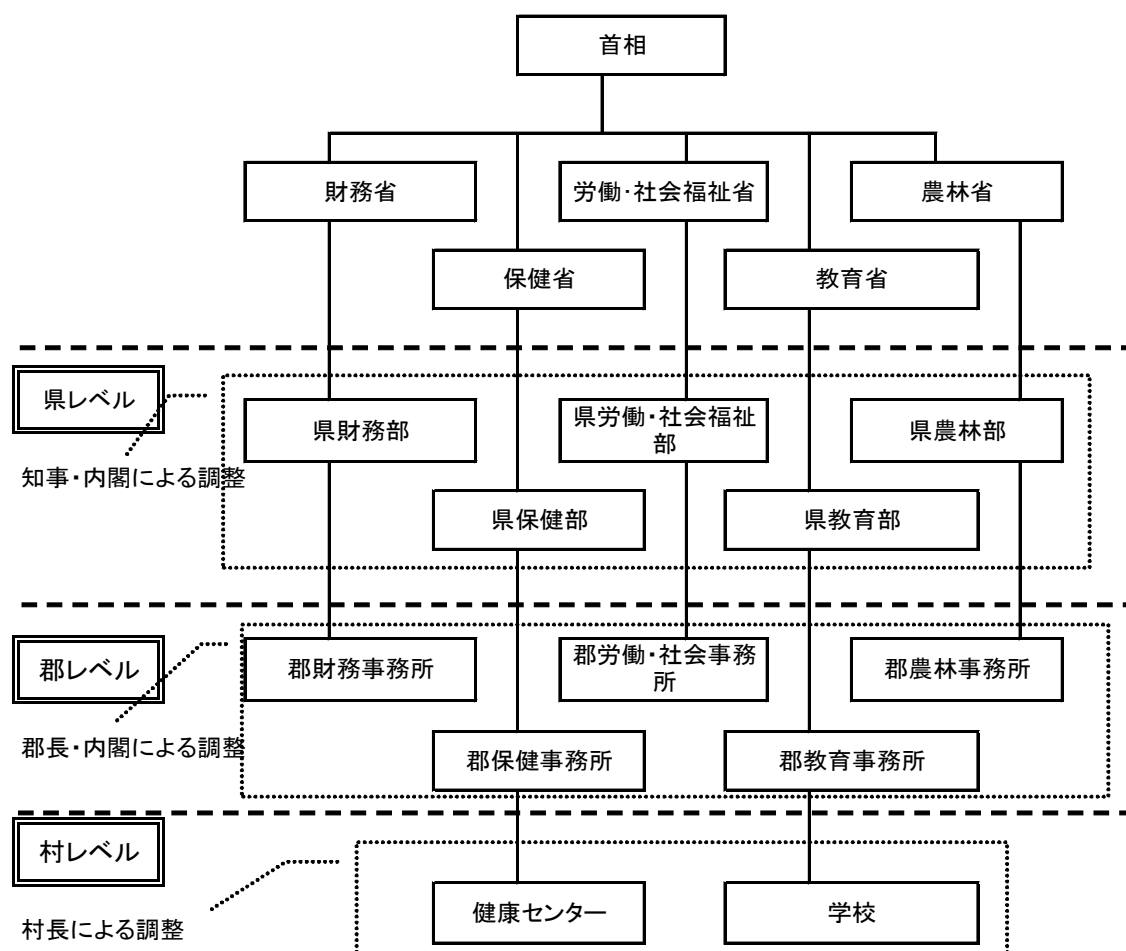 首相
財務省
労働・社会福祉省
農林省
保健省
教育省
県レベル
県財務部
県労働・社会福祉
部
県農林部
知事・内閣による調整
県保健部
県教育部
郡レベル
郡財務事務所
郡労働・社会事務
所
郡農林事務所
郡長・内閣による調整
郡保健事務所
郡教育事務所
村レベル
健康センター
学校
村長による調整